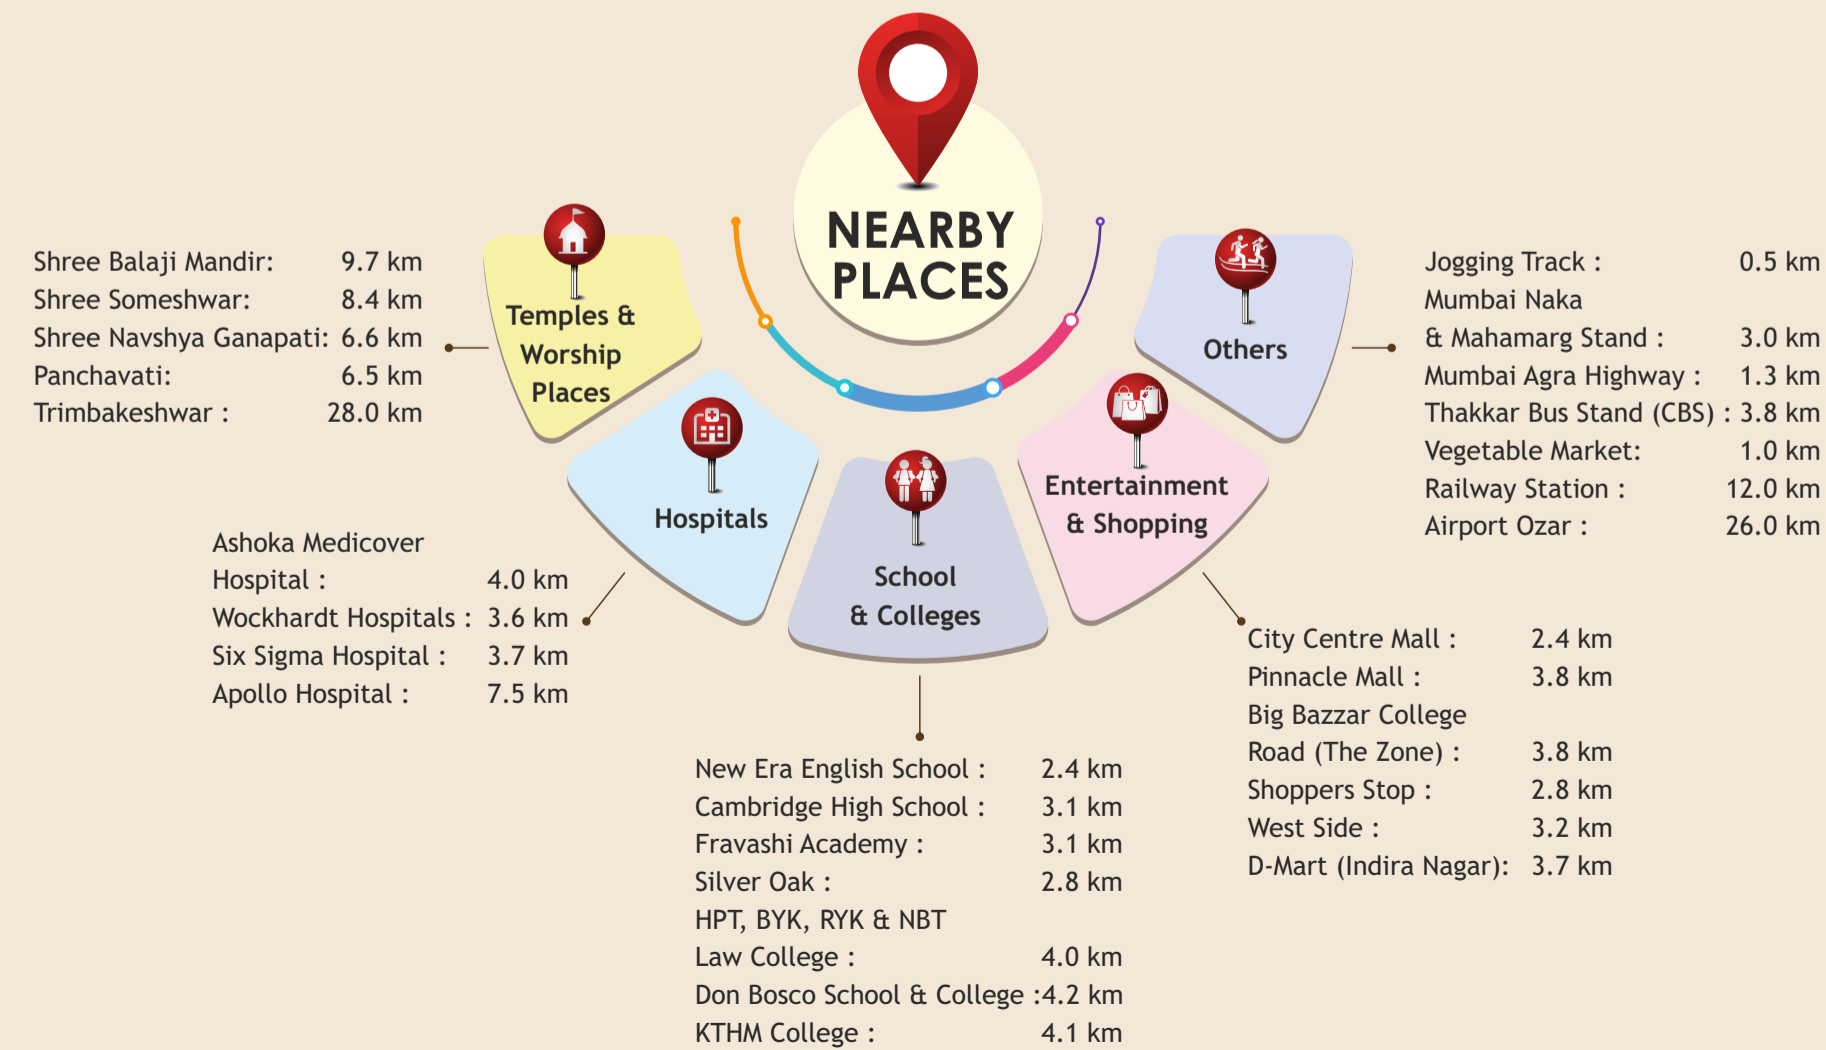 NEARBY
PLACES
Temples &
Worship
Places
Shree Balaji Mandir: 9.7 km
Shree Someshwar: 8.4 km
Shree Navshya Ganapati: 6.6 km
Panchavati: 6.5 km
Trimbakeshwar : 28.0 km
Hospitals
Ashoka Medicover
Hospital : 4.0 km
Wockhardt Hospitals : 3.6 km
Six Sigma Hospital : 3.7 km
Apollo Hospital : 7.5 km
School
& Colleges
New Era English School : 2.4 km
Cambridge High School : 3.1 km
Fravashi Academy : 3.1 km
Silver Oak : 2.8 km
HPT, BYK, RYK & NBT
Law College : 4.0 km
Don Bosco School & College :4.2 km
KTHM College : 4.1 km
Entertainment
& Shopping
City Centre Mall : 2.4 km
Pinnacle Mall : 3.8 km
Big Bazzar College
Road (The Zone) : 3.8 km
Shoppers Stop : 2.8 km
West Side : 3.2 km
D-Mart (Indira Nagar): 3.7 km
Others
Jogging Track : 0.5 km
Mumbai Naka
& Mahamarg Stand : 3.0 km
Mumbai Agra Highway : 1.3 km
Thakkar Bus Stand (CBS) : 3.8 km
Vegetable Market: 1.0 km
Railway Station : 12.0 km
Airport Ozar : 26.0 km